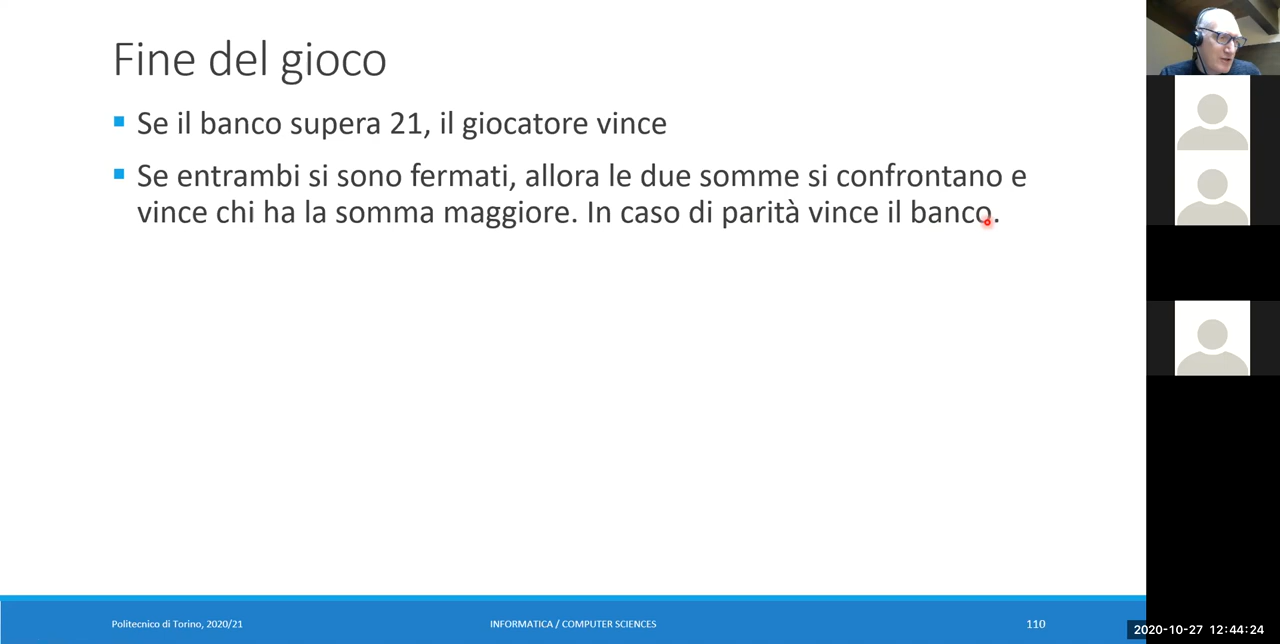 Fine del gioco
Se il banco supera 21, il giocatore vince
Se entrambi si sono fermati, allora le due somme si confrontano e
vince chi ha la somma maggiore. In caso di parità vince il banco.
Politecnico di Torino, 2020/21
INFORMATICA / COMPUTER SCIENCES
110
2020-10-27 12:44:24